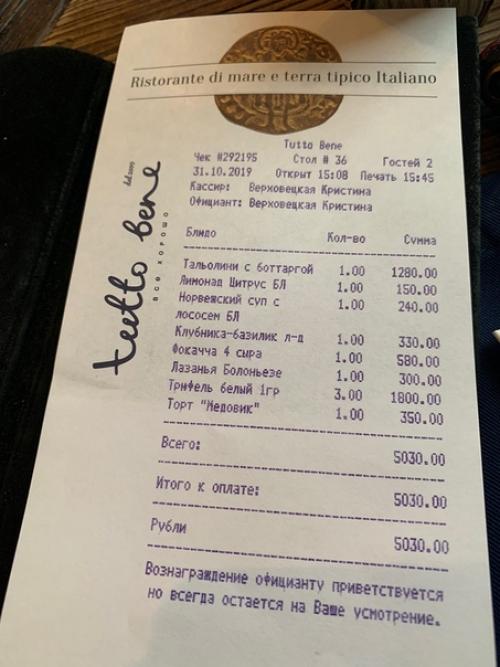 Ristorante di mare e terra tipico Italiano
Tutto Bene
Чек #292195 Стол # 36 Гостей 2
31.10.2019 Открыт 15:08 Печать 15:45
Кассир: Верховецкая Кристина
Официант: Верховецкая Кристина
Блюдо Кол-во Сумма
Тальолини с боттаргой 1.00 1280.00
Лимонад Цитрус БЛ 1.00 150.00
Норвежский суп с 1.00 240.00
лососем БЛ
Клубника-базилик л-д 1.00 330.00
Фокачча 4 сыра 1.00 580.00
Лазанья Болоньезе 1.00 300.00
Трифель белый 1гр 3.00 1800.00
Торт "Медовик" 1.00 350.00
Всего: 5030.00
Итого к оплате: 5030.00
Рубли 5030.00
Вознаграждение официанту приветствуется
но всегда остается на Ваше усмотрение.
tutto bene
все хорошо